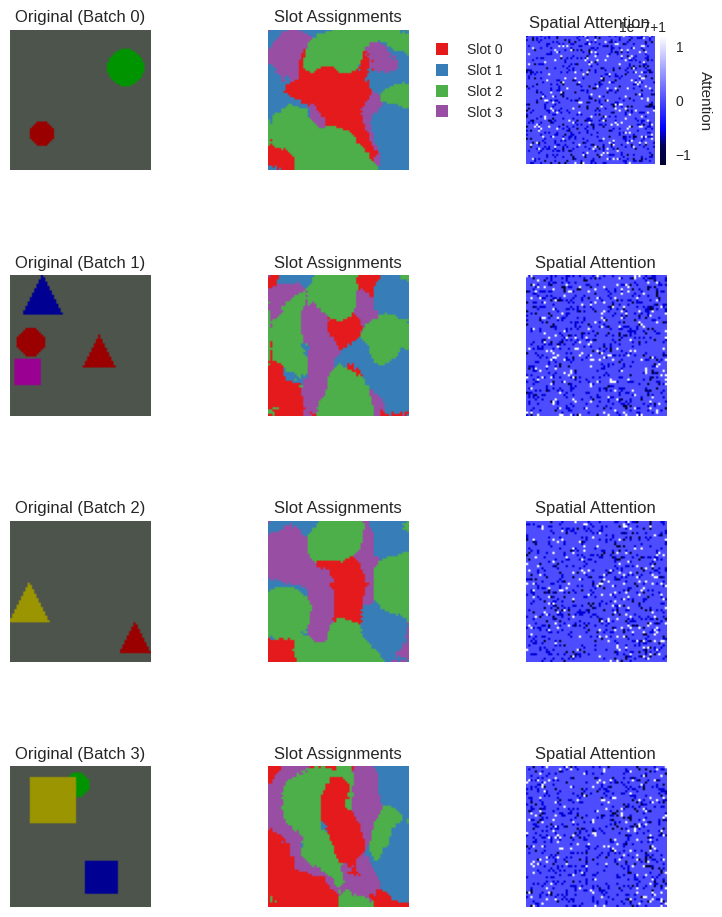 Original (Batch 0)
Slot Assignments
Slot 0
Slot 1
Slot 2
Slot 3
Spatial Attention
1e−7+1
1
0
−1
Attention
Original (Batch 1)
Slot Assignments
Spatial Attention
Original (Batch 2)
Slot Assignments
Spatial Attention
Original (Batch 3)
Slot Assignments
Spatial Attention